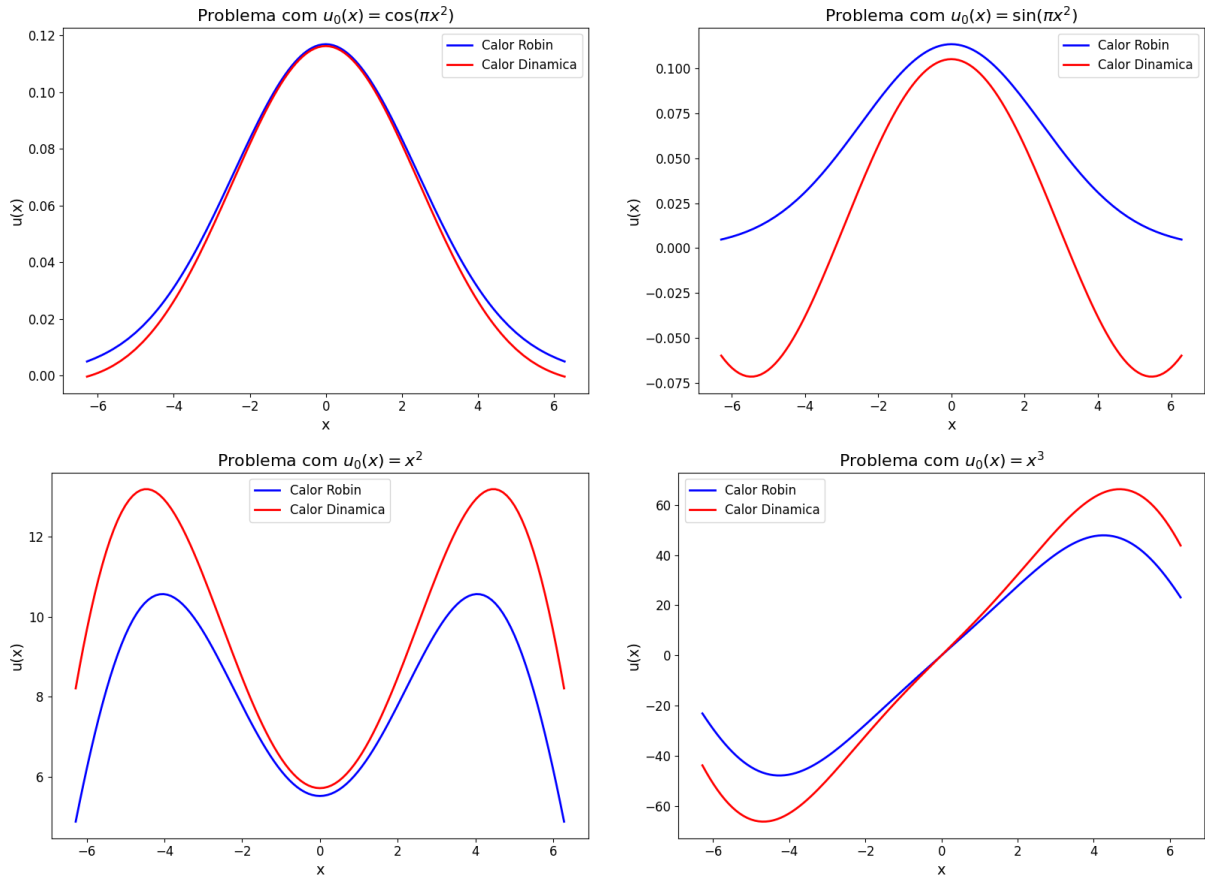 Problema com u₀(x) = cos(πx²)
Calor Robin
Calor Dinamica
0.12
0.10
0.08
0.06
0.04
0.02
0.00
u(x)
−6 −4 −2 0 2 4 6
x
Problema com u₀(x) = sin(πx²)
Calor Robin
Calor Dinamica
0.100
0.075
0.050
0.025
0.000
−0.025
−0.050
−0.075
u(x)
−6 −4 −2 0 2 4 6
x
Problema com u₀(x) = x²
Calor Robin
Calor Dinamica
12
10
8
6
u(x)
−6 −4 −2 0 2 4 6
x
Problema com u₀(x) = x³
Calor Robin
Calor Dinamica
60
40
20
0
−20
−40
−60
u(x)
−6 −4 −2 0 2 4 6
x